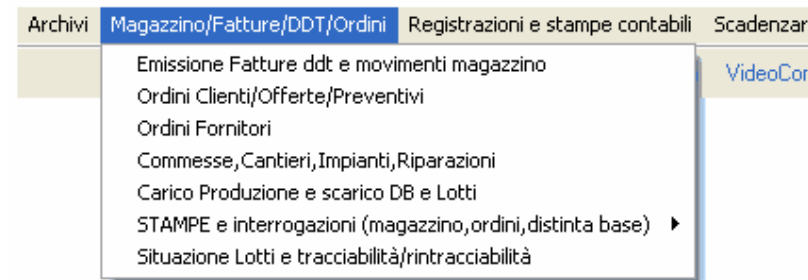 Archivi Magazzino/Fatture/DDT/Ordini Registrazioni e stampe contabili
Emissione Fatture ddt e movimenti magazzino
Ordini Clienti/Offerte/Preventivi
Ordini Fornitori
Commesse,Cantieri,Impianti,Riparazioni
Carico Produzione e scarico DB e Lotti
STAMPE e interrogazioni (magazzino,ordini,distinta base)
Situazione Lotti e tracciabilità/rintracciabilità